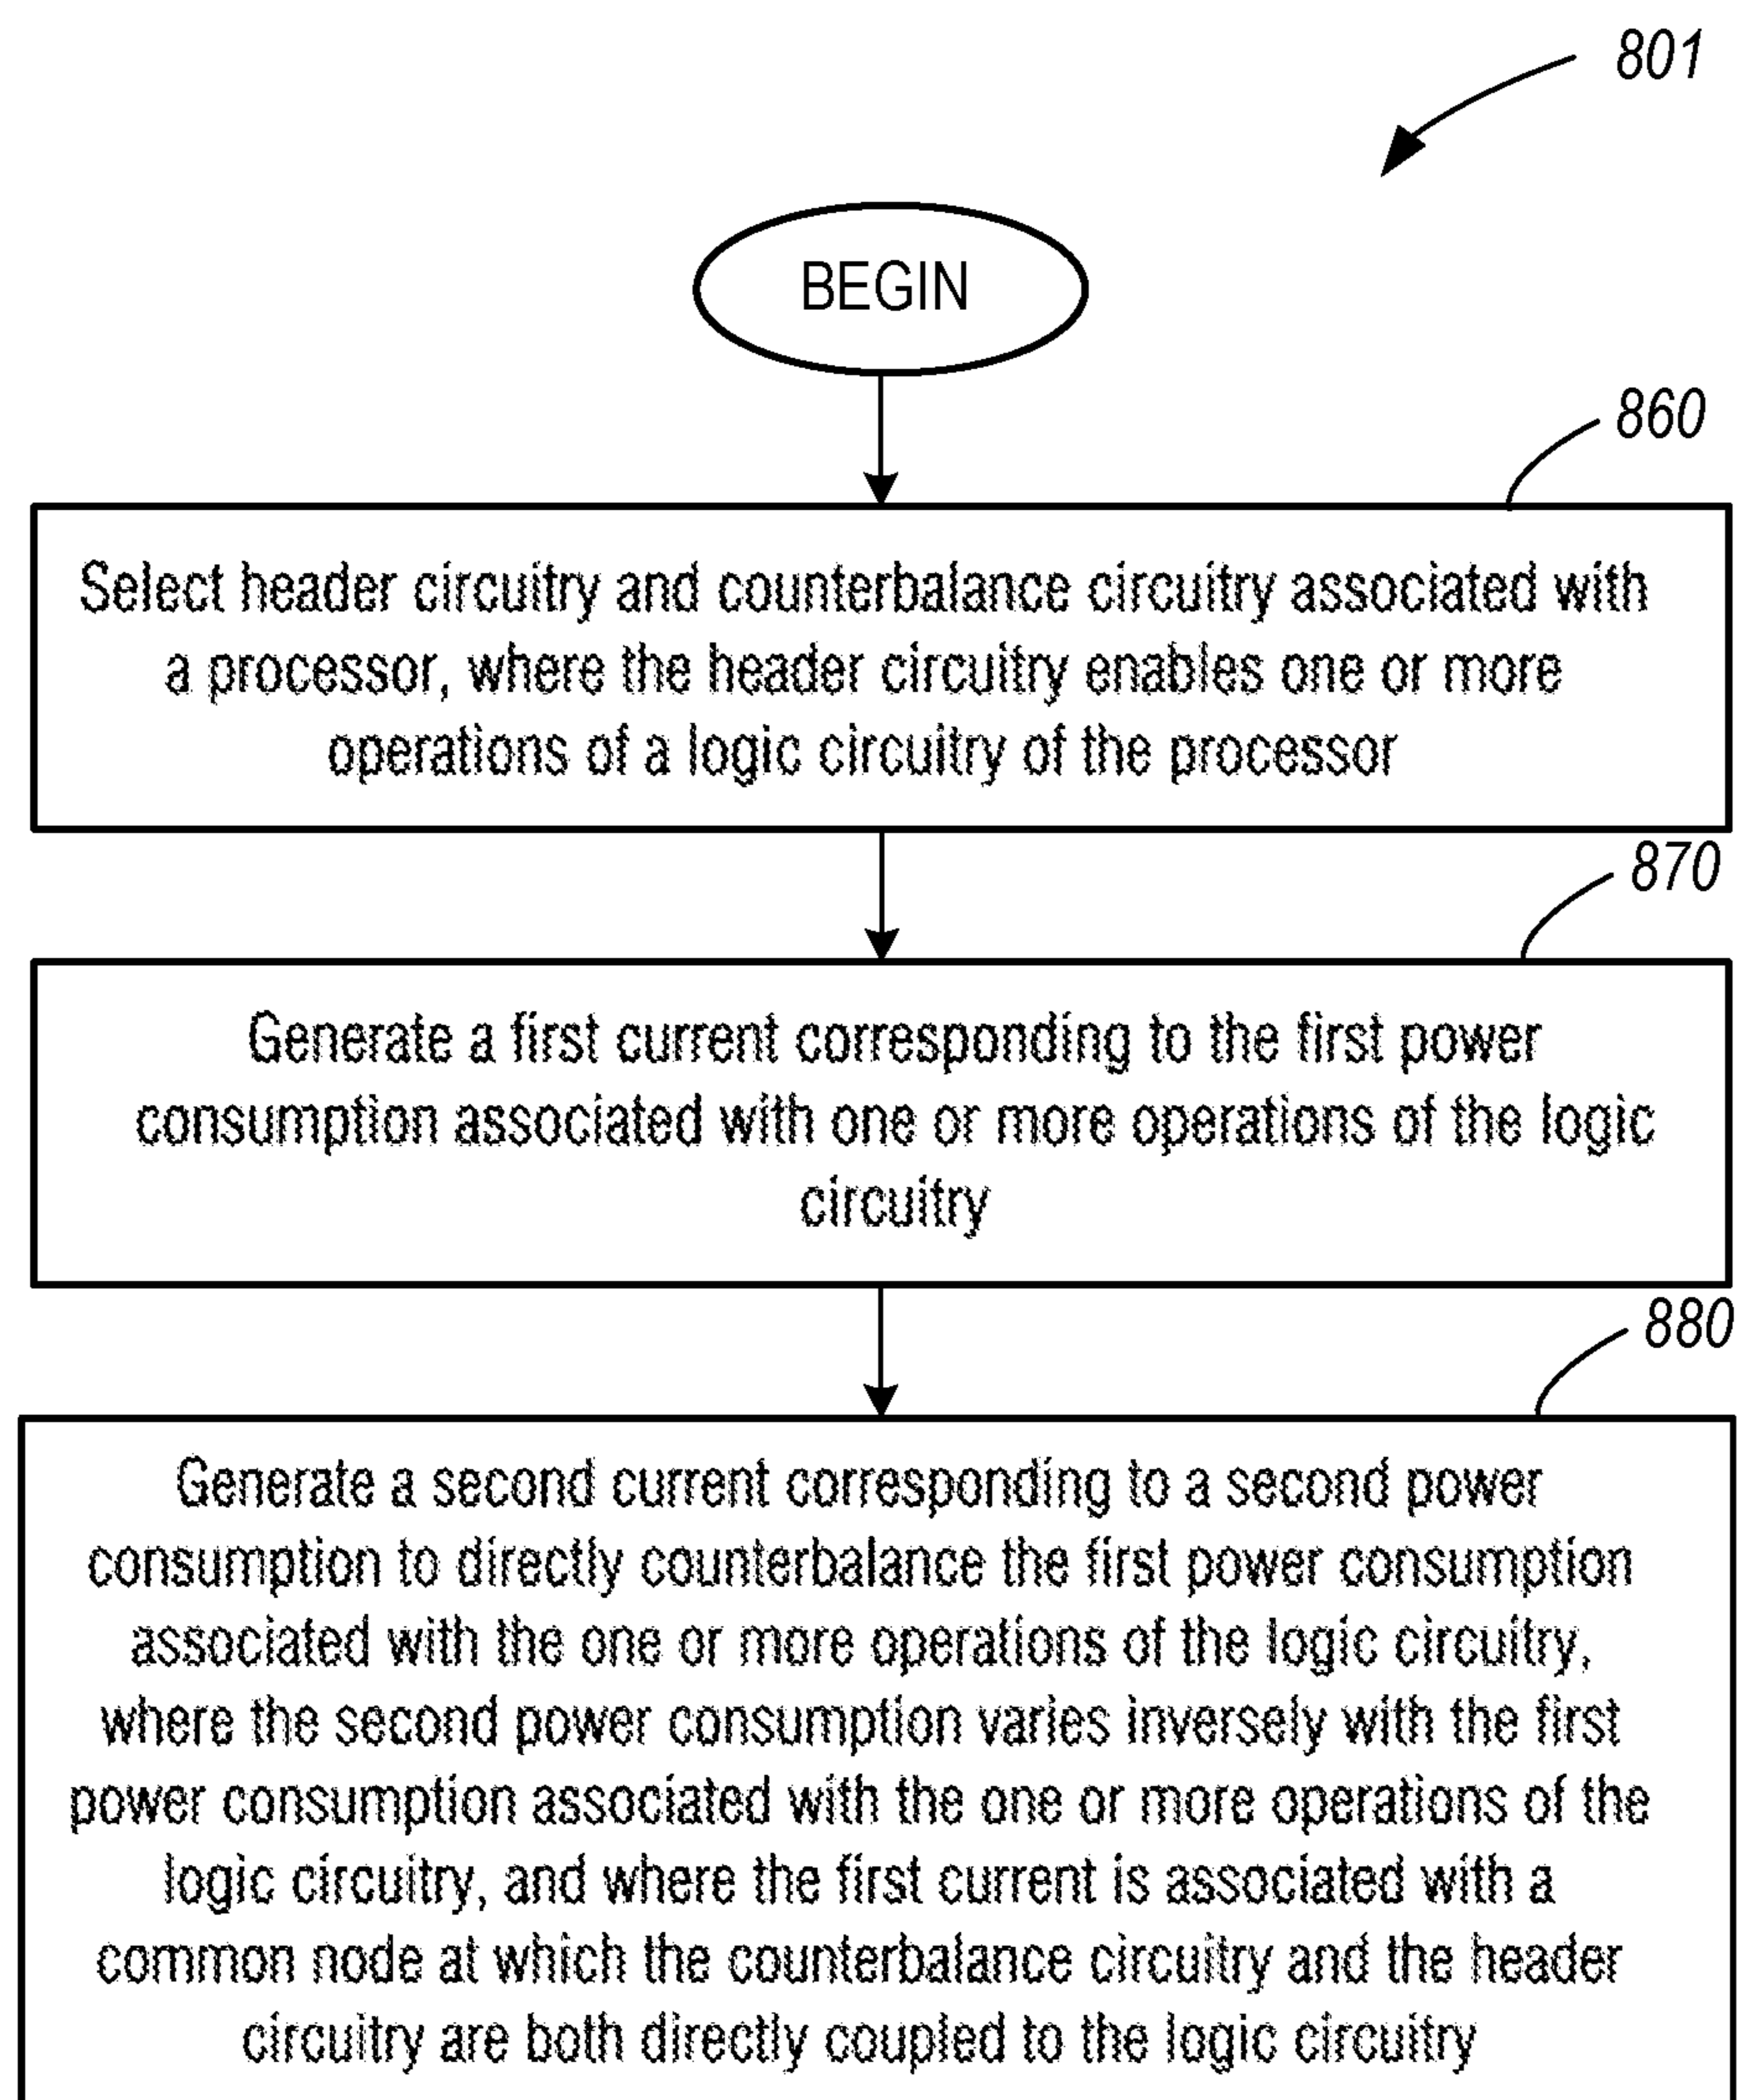 801
BEGIN
860
Select header circuitry and counterbalance circuitry associated with
a processor, where the header circuitry enables one or more
operations of a logic circuitry of the processor
870
Generate a first current corresponding to the first power
consumption associated with one or more operations of the logic
circuitry
880
Generate a second current corresponding to a second power
consumption to directly counterbalance the first power consumption
associated with the one or more operations of the logic circuitry,
where the second power consumption varies inversely with the first
power consumption associated with the one or more operations of the
logic circuitry, and where the first current is associated with a
common node at which the counterbalance circuitry and the header
circuitry are both directly coupled to the logic circuitry